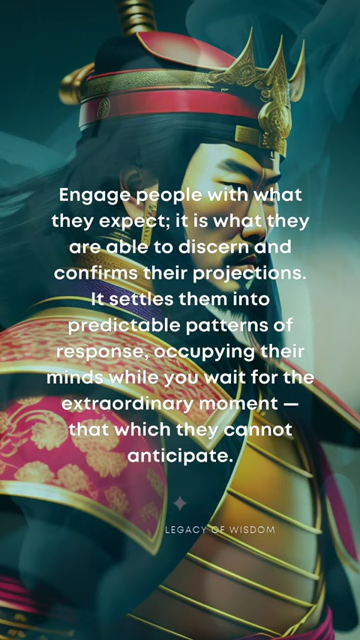 Engage people with what
they expect; it is what they
are able to discern and
confirms their projections.
It settles them into
predictable patterns of
response, occupying their
minds while you wait for the
extraordinary moment —
that which they cannot
anticipate.
LEGACY OF WISDOM